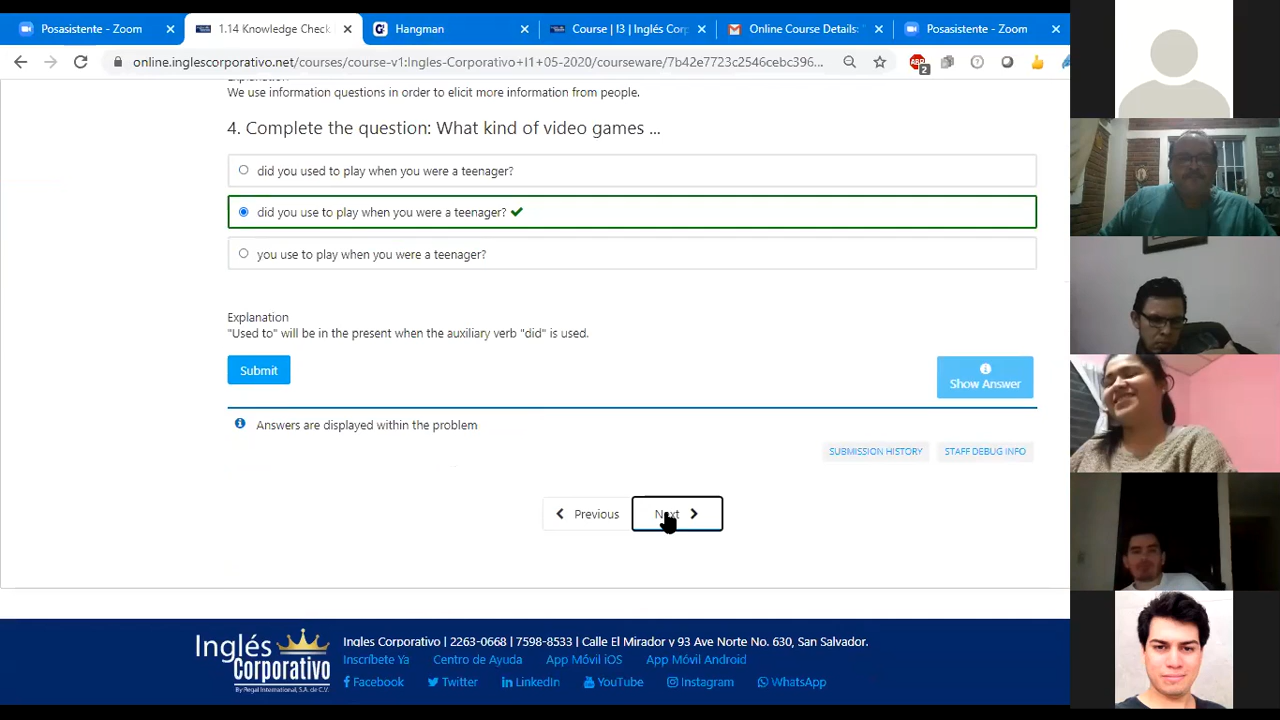 Posasistente - Zoom
1.14 Knowledge Check
Hangman
Course | I3 | Inglés Cor
Online Course Details:
Posasistente - Zoom
online.inglescorporativo.net/courses/course-v1:Ingles-Corporativo+I1+05-2020/courseware/7b42e7723c2546cebc396...
ABP
2
Explanation
We use information questions in order to elicit more information from people.
4. Complete the question: What kind of video games ...
did you used to play when you were a teenager?
did you use to play when you were a teenager?
you use to play when you were a teenager?
Explanation
"Used to" will be in the present when the auxiliary verb "did" is used.
Submit
Show Answer
Answers are displayed within the problem
SUBMISSION HISTORY
STAFF DEBUG INFO
Previous
Next
Inglés
Corporativo
By Regal International, S.A. de C.V.
Ingles Corporativo | 2263-0668 | 7598-8533 | Calle El Mirador y 93 Ave Norte No. 630, San Salvador.
Inscríbete Ya
Centro de Ayuda
App Móvil iOS
App Móvil Android
Facebook
Twitter
LinkedIn
YouTube
Instagram
WhatsApp